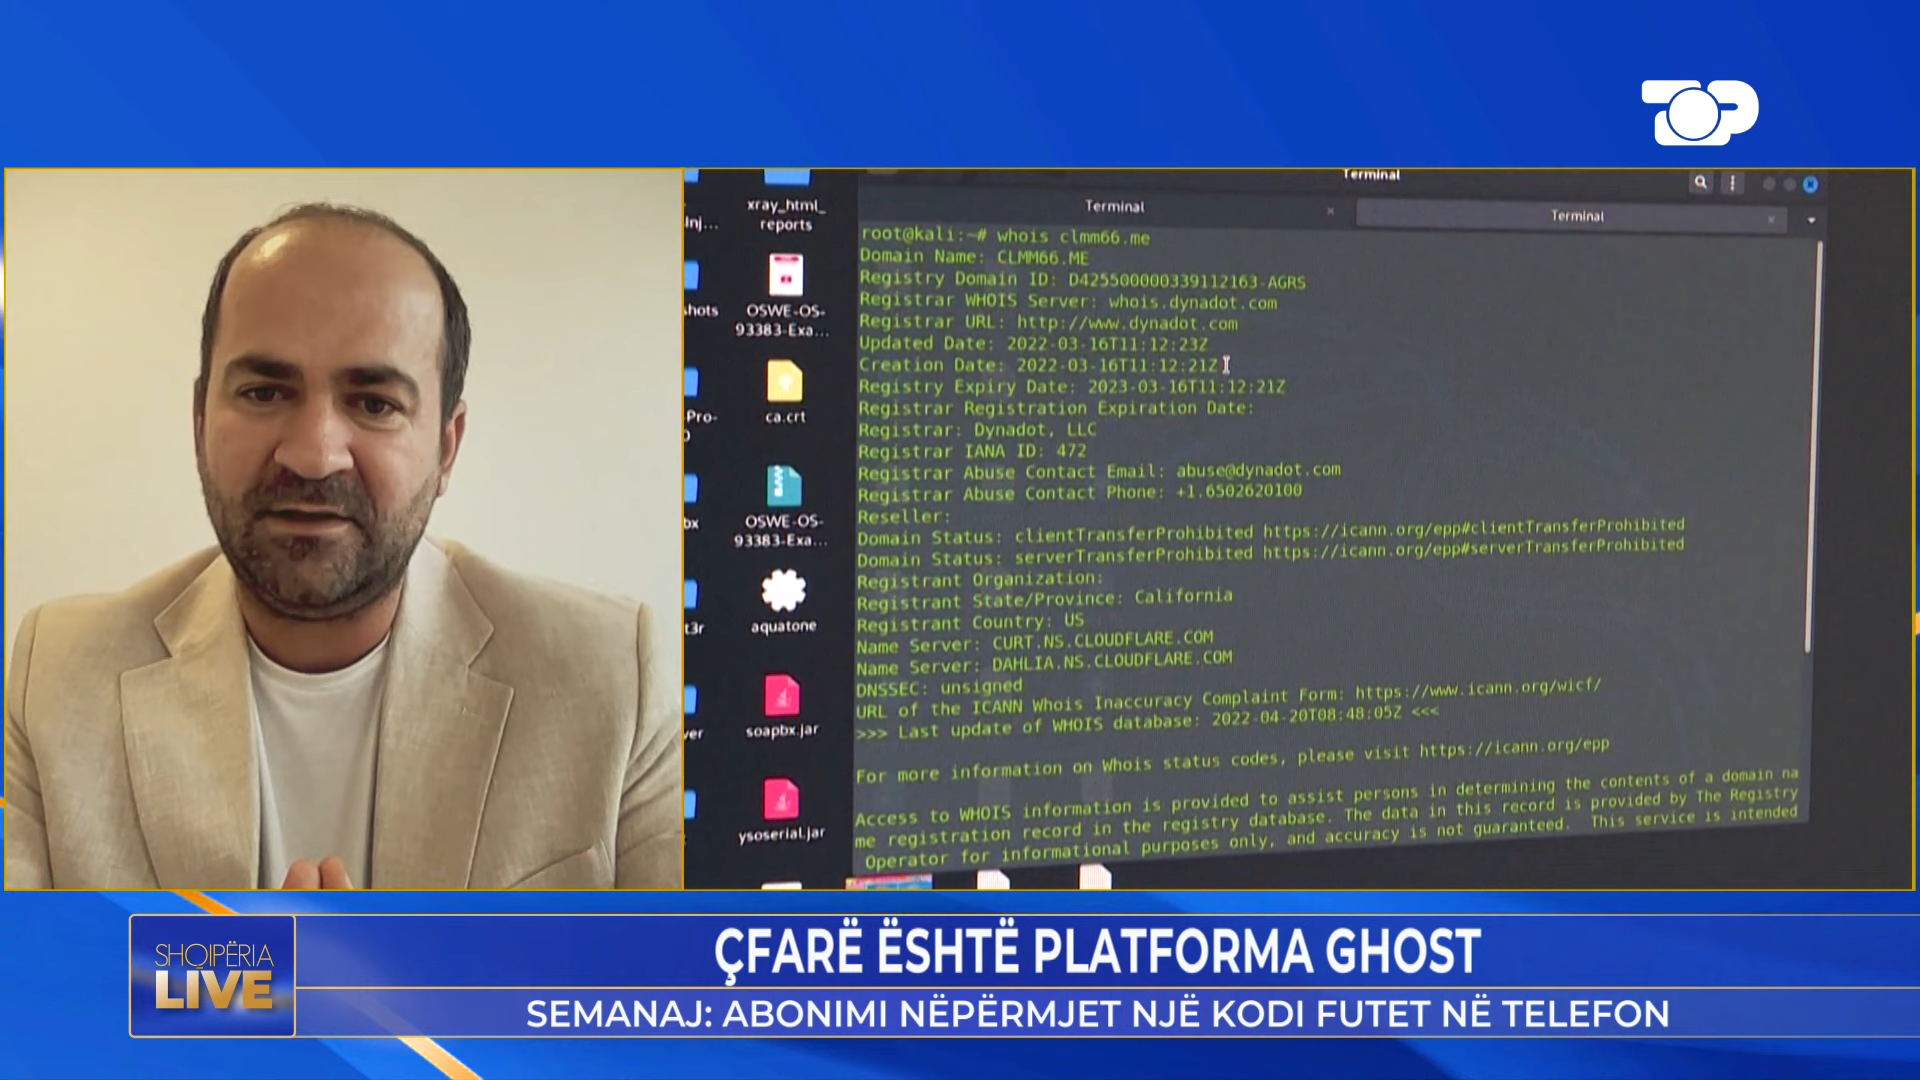 TOP
Terminal
Terminal
Terminal
xray_html_
reports
Inj...
OSWE-OS-
93383-Exa...
hots
ca.crt
Pro-
OSWE-OS-
93383-Exa...
bx
aquatone
t3r
soapbx.jar
ver
ysoserial.jar
root@kali:~# whois clmm66.me
Domain Name: CLMM66.ME
Registry Domain ID: D425500000339112163-AGRS
Registrar WHOIS Server: whois.dynadot.com
Registrar URL: http://www.dynadot.com
Updated Date: 2022-03-16T11:12:23Z
Creation Date: 2022-03-16T11:12:21Z
Registry Expiry Date: 2023-03-16T11:12:21Z
Registrar Registration Expiration Date:
Registrar: Dynadot, LLC
Registrar IANA ID: 472
Registrar Abuse Contact Email: abuse@dynadot.com
Registrar Abuse Contact Phone: +1.6502620100
Reseller:
Domain Status: clientTransferProhibited https://icann.org/epp#clientTransferProhibited
Domain Status: serverTransferProhibited https://icann.org/epp#serverTransferProhibited
Registrant Organization:
Registrant State/Province: California
Registrant Country: US
Name Server: CURT.NS.CLOUDFLARE.COM
Name Server: DAHLIA.NS.CLOUDFLARE.COM
DNSSEC: unsigned
URL of the ICANN Whois Inaccuracy Complaint Form: https://www.icann.org/wicf/
>>> Last update of WHOIS database: 2022-04-20T08:48:05Z <<<
For more information on Whois status codes, please visit https://icann.org/epp
Access to WHOIS information is provided to assist persons in determining the contents of a domain na
me registration record in the registry database. The data in this record is provided by The Registry
Operator for informational purposes only, and accuracy is not guaranteed. This service is intended
SHQIPËRIA
LIVE
ÇFARË ËSHTË PLATFORMA GHOST
SEMANAJ: ABONIMI NËPËRMJET NJË KODI FUTET NË TELEFON